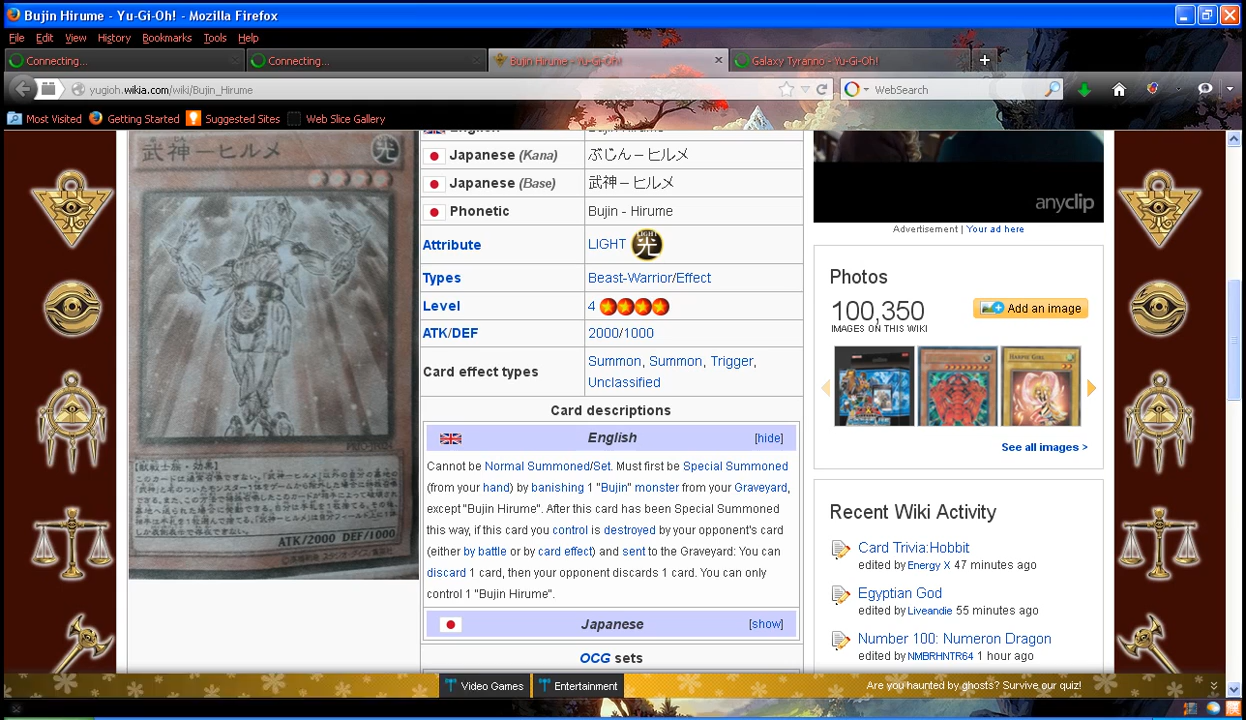 Bujin Hirume - Yu-Gi-Oh! - Mozilla Firefox
File Edit View History Bookmarks Tools Help
Connecting...
Connecting...
Bujin Hirume - Yu-Gi-Oh!
Galaxy Tyranno - Yu-Gi-Oh!
yugioh.wikia.com/wiki/Bujin_Hirume
WebSearch
Most Visited Getting Started Suggested Sites Web Slice Gallery
武神－ヒルメ
光
ATK/2000 DEF/1000
English Bujin Hirume
Japanese (Kana) ぶじん－ヒルメ
Japanese (Base) 武神－ヒルメ
Phonetic Bujin - Hirume
Attribute LIGHT LIGHT 光
Types Beast-Warrior/Effect
Level 4
ATK/DEF 2000/1000
Card effect types Summon, Summon, Trigger,
Unclassified
Card descriptions
English [hide]
Cannot be Normal Summoned/Set. Must first be Special Summoned
(from your hand) by banishing 1 "Bujin" monster from your Graveyard,
except "Bujin Hirume". After this card has been Special Summoned
this way, if this card you control is destroyed by your opponent's card
(either by battle or by card effect) and sent to the Graveyard: You can
discard 1 card, then your opponent discards 1 card. You can only
control 1 "Bujin Hirume".
Japanese [show]
OCG sets
anyclip
Advertisement | Your ad here
Photos
100,350
IMAGES ON THIS WIKI
Add an image
HARPIE GIRL
See all images >
Recent Wiki Activity
Card Trivia:Hobbit
edited by Energy X 47 minutes ago
Egyptian God
edited by Liveandie 55 minutes ago
Number 100: Numeron Dragon
edited by NMBRHNTR64 1 hour ago
Video Games Entertainment
Are you haunted by ghosts? Survive our quiz!